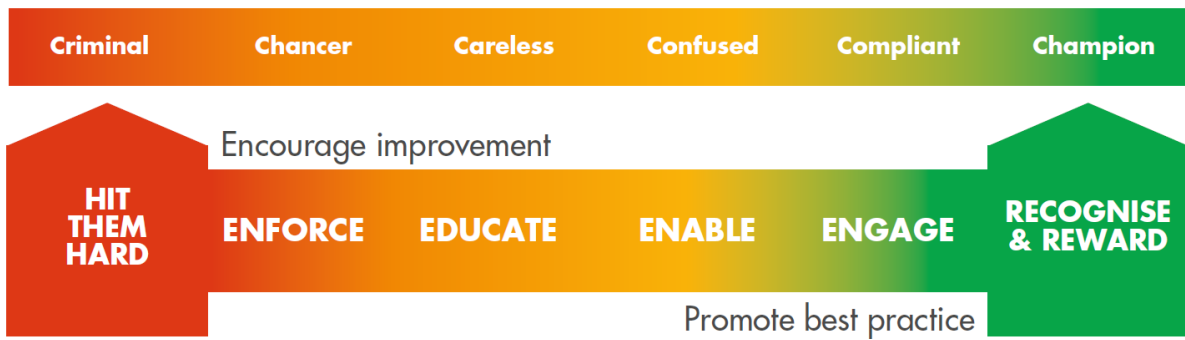 Criminal Chancer Careless Confused Compliant Champion
Encourage improvement
HIT
THEM
HARD
ENFORCE EDUCATE ENABLE ENGAGE
RECOGNISE
& REWARD
Promote best practice